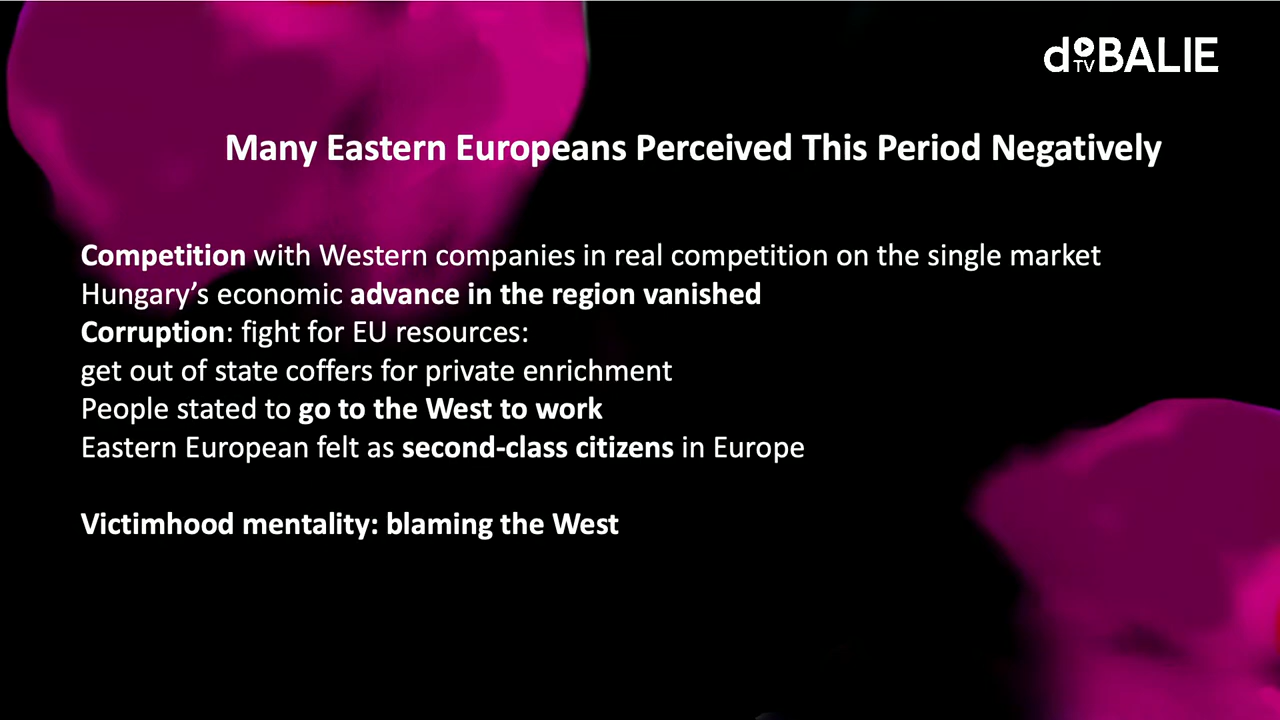 de BALIE
TV
Many Eastern Europeans Perceived This Period Negatively
Competition with Western companies in real competition on the single market
Hungary’s economic advance in the region vanished
Corruption: fight for EU resources:
get out of state coffers for private enrichment
People stated to go to the West to work
Eastern European felt as second-class citizens in Europe
Victimhood mentality: blaming the West